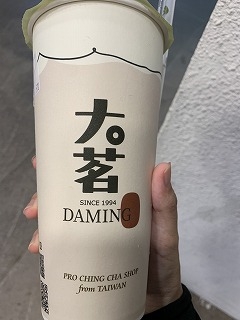 大茗
SINCE 1994
DAMING
PRO CHING CHA SHOP
from TAIWAN